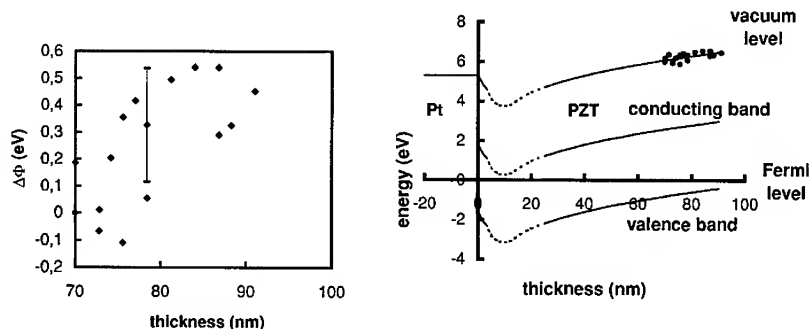 0,6
0,5
0,4
0,3
0,2
0,1
0
-0,1
-0,2
ΔΦ (eV)
70 80 90 100
thickness (nm)
8
6
4
2
0
-2
-4
energy (eV)
-20 0 20 40 60 80 100
thickness (nm)
vacuum
level
Pt
PZT
conducting band
Fermi
level
valence band